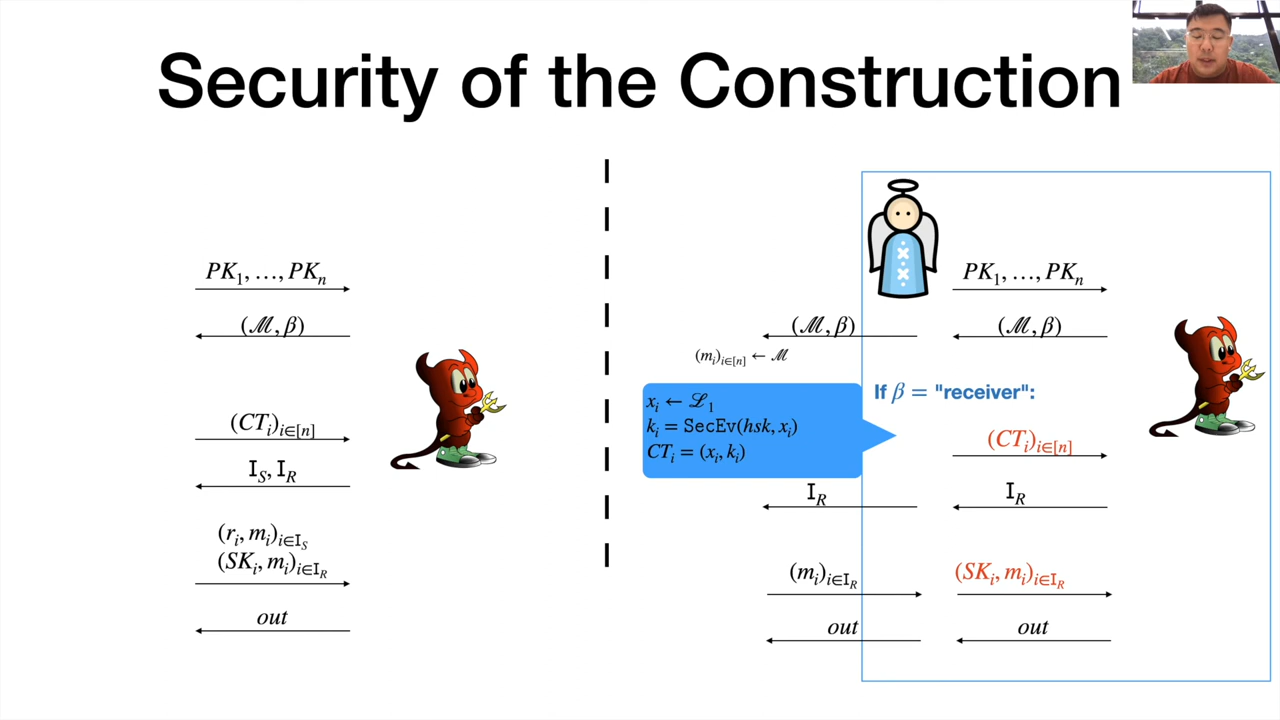 Security of the Construction
PK₁, …, PKₙ
(ℳ, β)
(CTᵢ)ᵢ∈[ₙ]
I_S, I_R
(rᵢ, mᵢ)_{i∈I_S}
(SKᵢ, mᵢ)_{i∈I_R}
out
(ℳ, β)
(mᵢ)_{i∈[n]} ← ℳ
xᵢ ← ℒ₁
kᵢ = SecEv(hsk, xᵢ)
CTᵢ = (xᵢ, kᵢ)
I_R
(mᵢ)_{i∈I_R}
out
PK₁, …, PKₙ
(ℳ, β)
If β = "receiver":
(CTᵢ)_{i∈[n]}
I_R
(SKᵢ, mᵢ)_{i∈I_R}
out